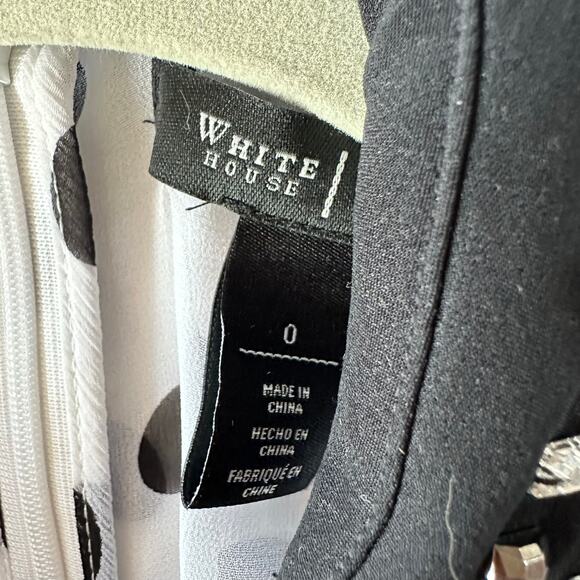 WHITE
HOUSE
0
MADE IN
CHINA
HECHO EN
CHINA
FABRIQUÉ EN
CHINE